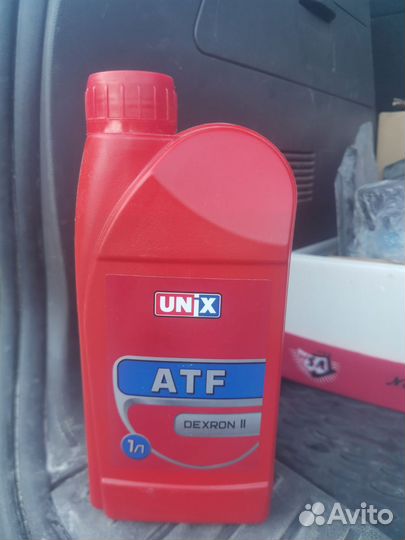 UNiX
ATF
DEXRON II
1л
Avito